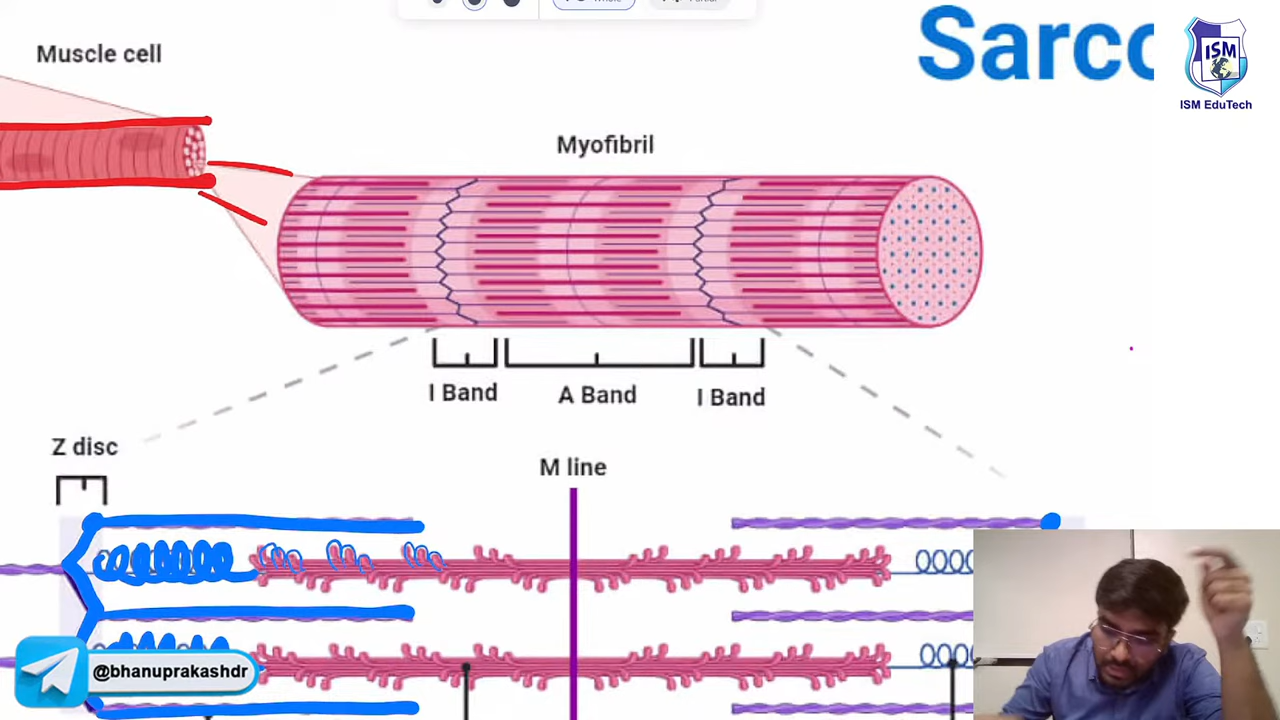 Muscle cell
Sarco
ISM
ISM EduTech
Myofibril
I Band
A Band
I Band
Z disc
M line
@bhanuprakashdr